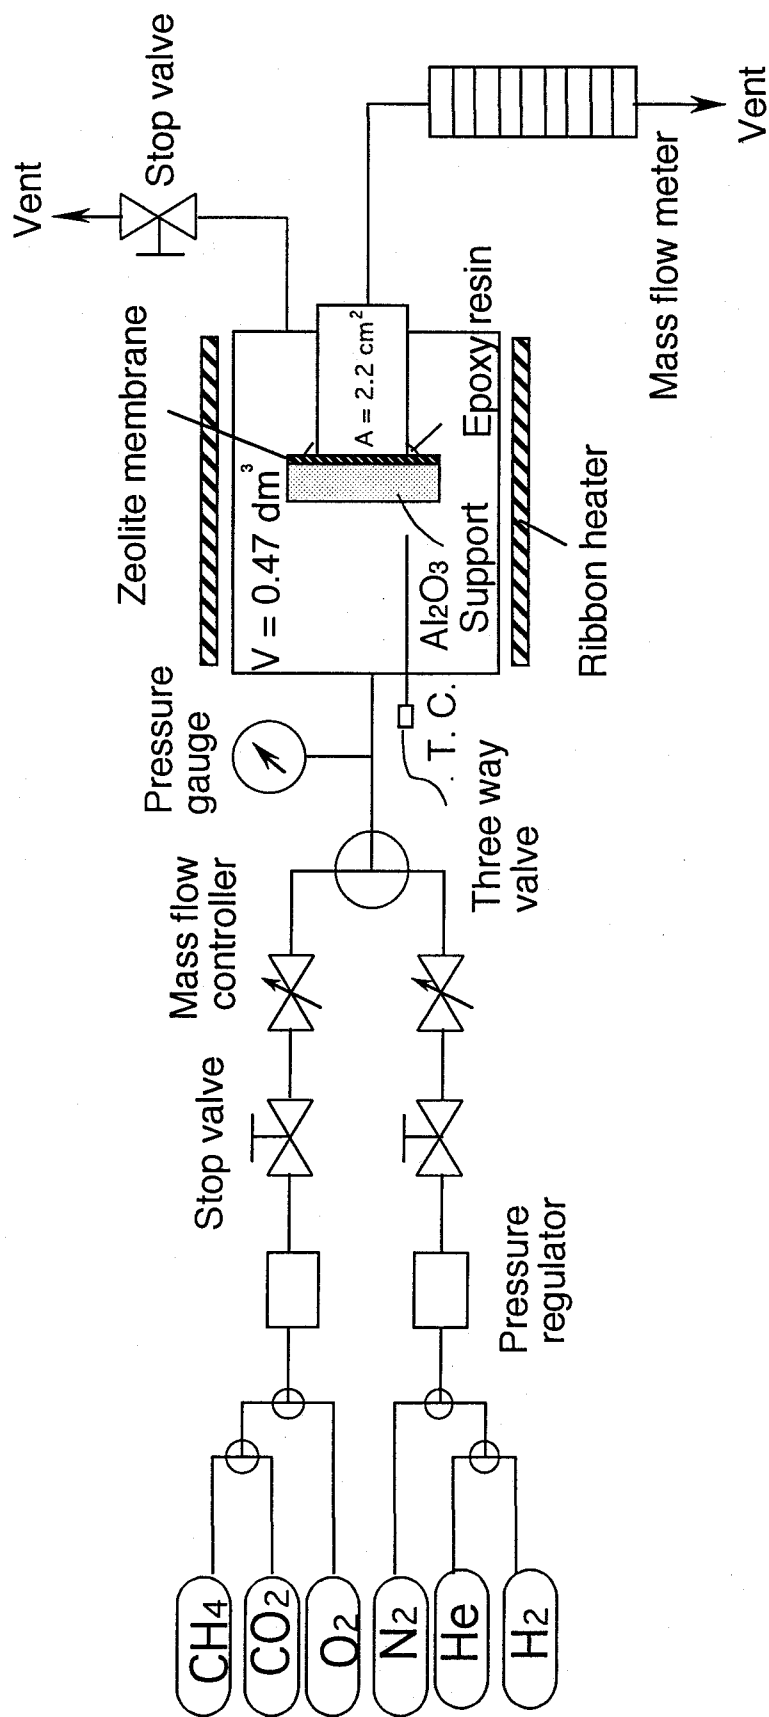 CH4
CO2
O2
N2
He
H2
Pressure
regulator
Stop valve
Mass flow
controller
Three way
valve
Pressure
gauge
T. C.
Zeolite membrane
V = 0.47 dm³
A = 2.2 cm²
Al2O3
Support
Epoxy resin
Ribbon heater
Vent
Stop valve
Mass flow meter
Vent